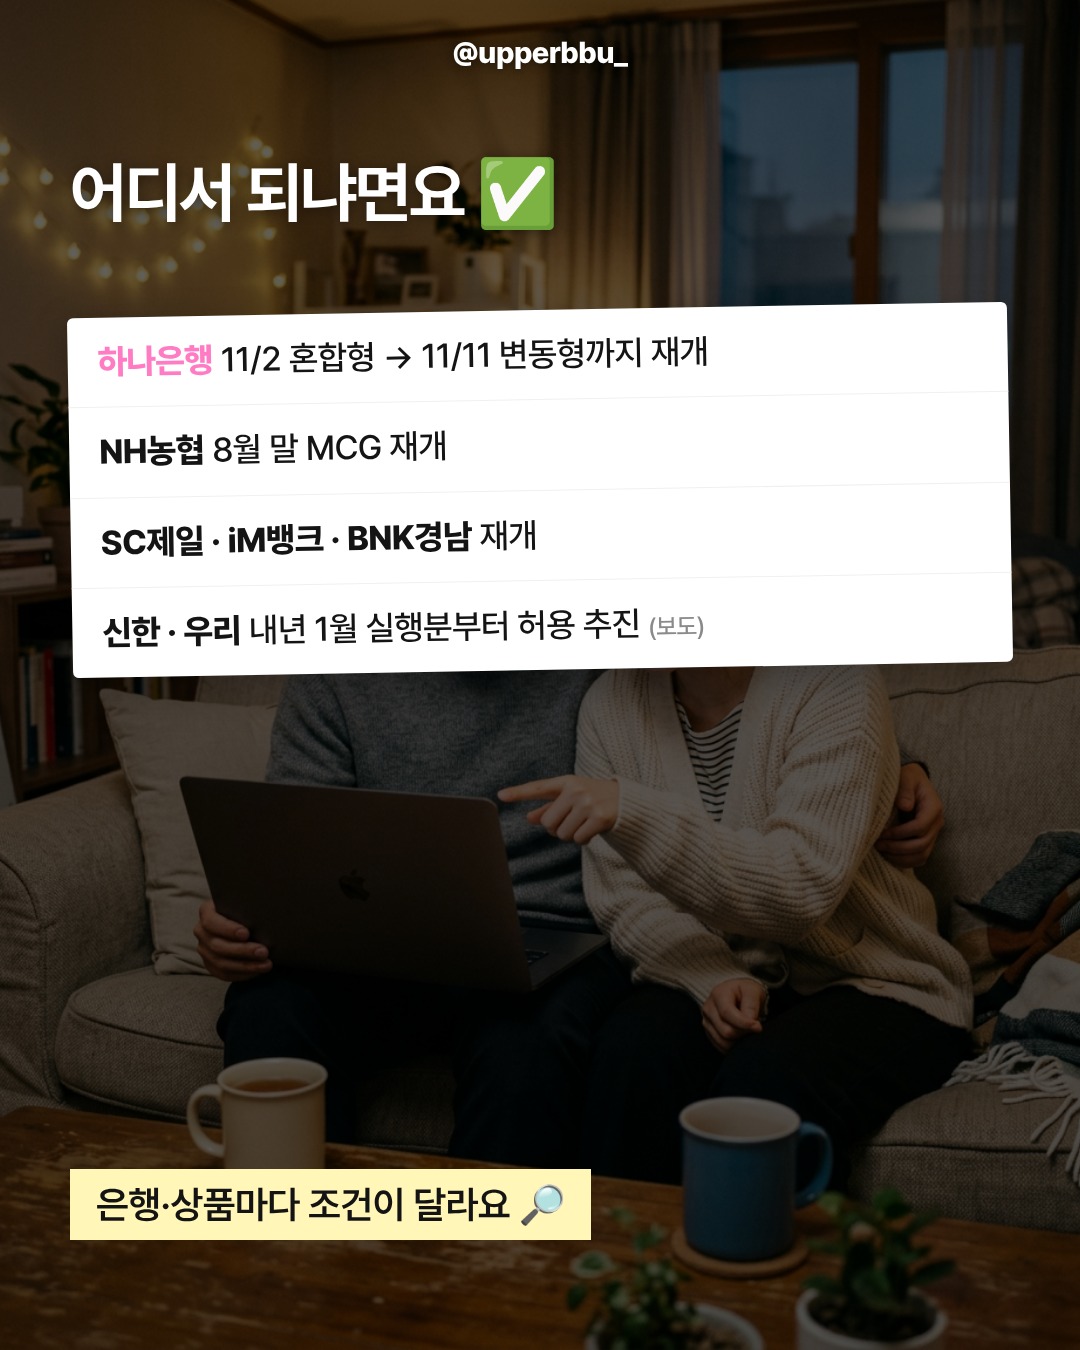 @upperbbu_
어디서 되냐면요 ✅
하나은행 11/2 혼합형 → 11/11 변동형까지 재개
NH농협 8월 말 MCG 재개
SC제일 · iM뱅크 · BNK경남 재개
신한 · 우리 내년 1월 실행분부터 허용 추진 (보도)
은행·상품마다 조건이 달라요 🔎